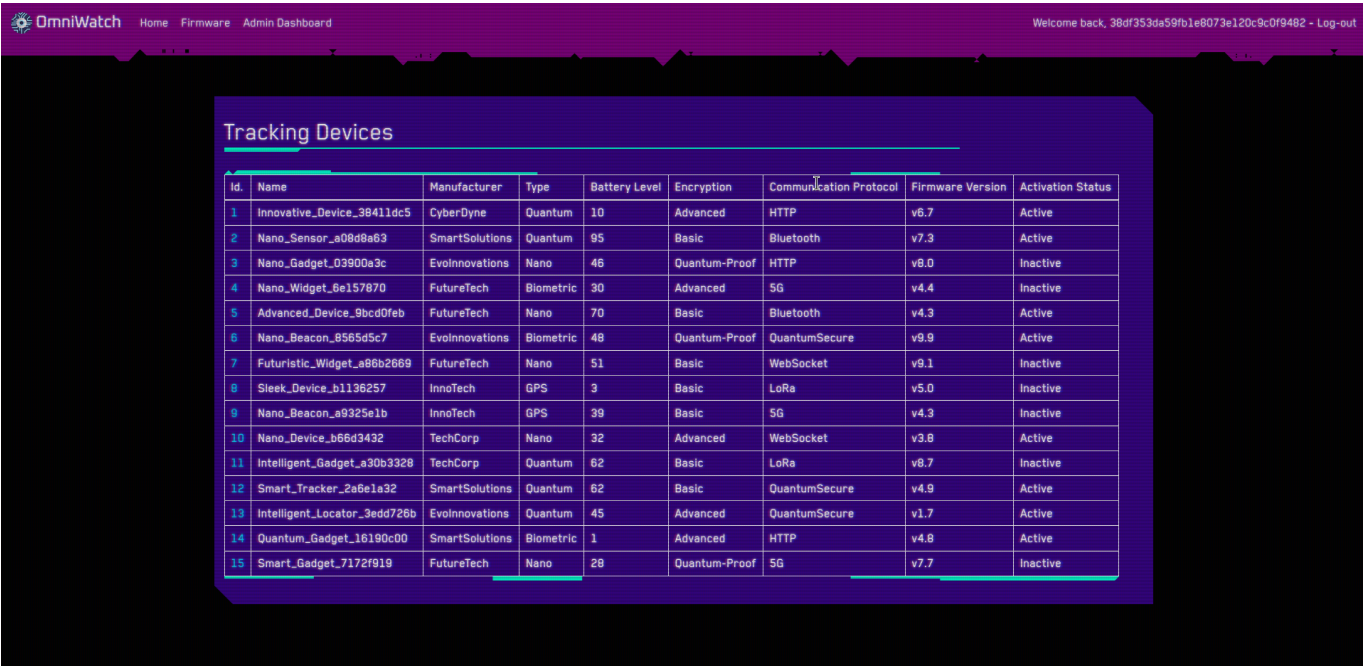 OmniWatch Home Firmware Admin Dashboard Welcome back, 38df353da59fb1e8073e120c9c0f9482 - Log-out
Tracking Devices
Id. Name Manufacturer Type Battery Level Encryption Communication Protocol Firmware Version Activation Status
1 Innovative_Device_38411dc5 CyberDyne Quantum 10 Advanced HTTP v6.7 Active
2 Nano_Sensor_a08d8a63 SmartSolutions Quantum 95 Basic Bluetooth v7.3 Active
3 Nano_Gadget_03900a3c EvoInnovations Nano 46 Quantum-Proof HTTP v8.0 Inactive
4 Nano_Widget_6e157870 FutureTech Biometric 30 Advanced 5G v4.4 Inactive
5 Advanced_Device_9bcd0feb FutureTech Nano 70 Basic Bluetooth v4.3 Active
6 Nano_Beacon_8565d5c7 EvoInnovations Biometric 48 Quantum-Proof QuantumSecure v9.9 Active
7 Futuristic_Widget_a86b2669 FutureTech Nano 51 Basic WebSocket v9.1 Inactive
8 Sleek_Device_b1136257 InnoTech GPS 3 Basic LoRa v5.0 Inactive
9 Nano_Beacon_a9325e1b InnoTech GPS 39 Basic 5G v4.3 Inactive
10 Nano_Device_b66d3432 TechCorp Nano 32 Advanced WebSocket v3.8 Active
11 Intelligent_Gadget_a30b3328 TechCorp Quantum 62 Basic LoRa v8.7 Inactive
12 Smart_Tracker_2a6e1a32 SmartSolutions Quantum 62 Basic QuantumSecure v4.9 Active
13 Intelligent_Locator_3edd726b EvoInnovations Quantum 45 Advanced QuantumSecure v1.7 Active
14 Quantum_Gadget_16190c00 SmartSolutions Biometric 1 Advanced HTTP v4.8 Active
15 Smart_Gadget_7172f919 FutureTech Nano 28 Quantum-Proof 5G v7.7 Inactive